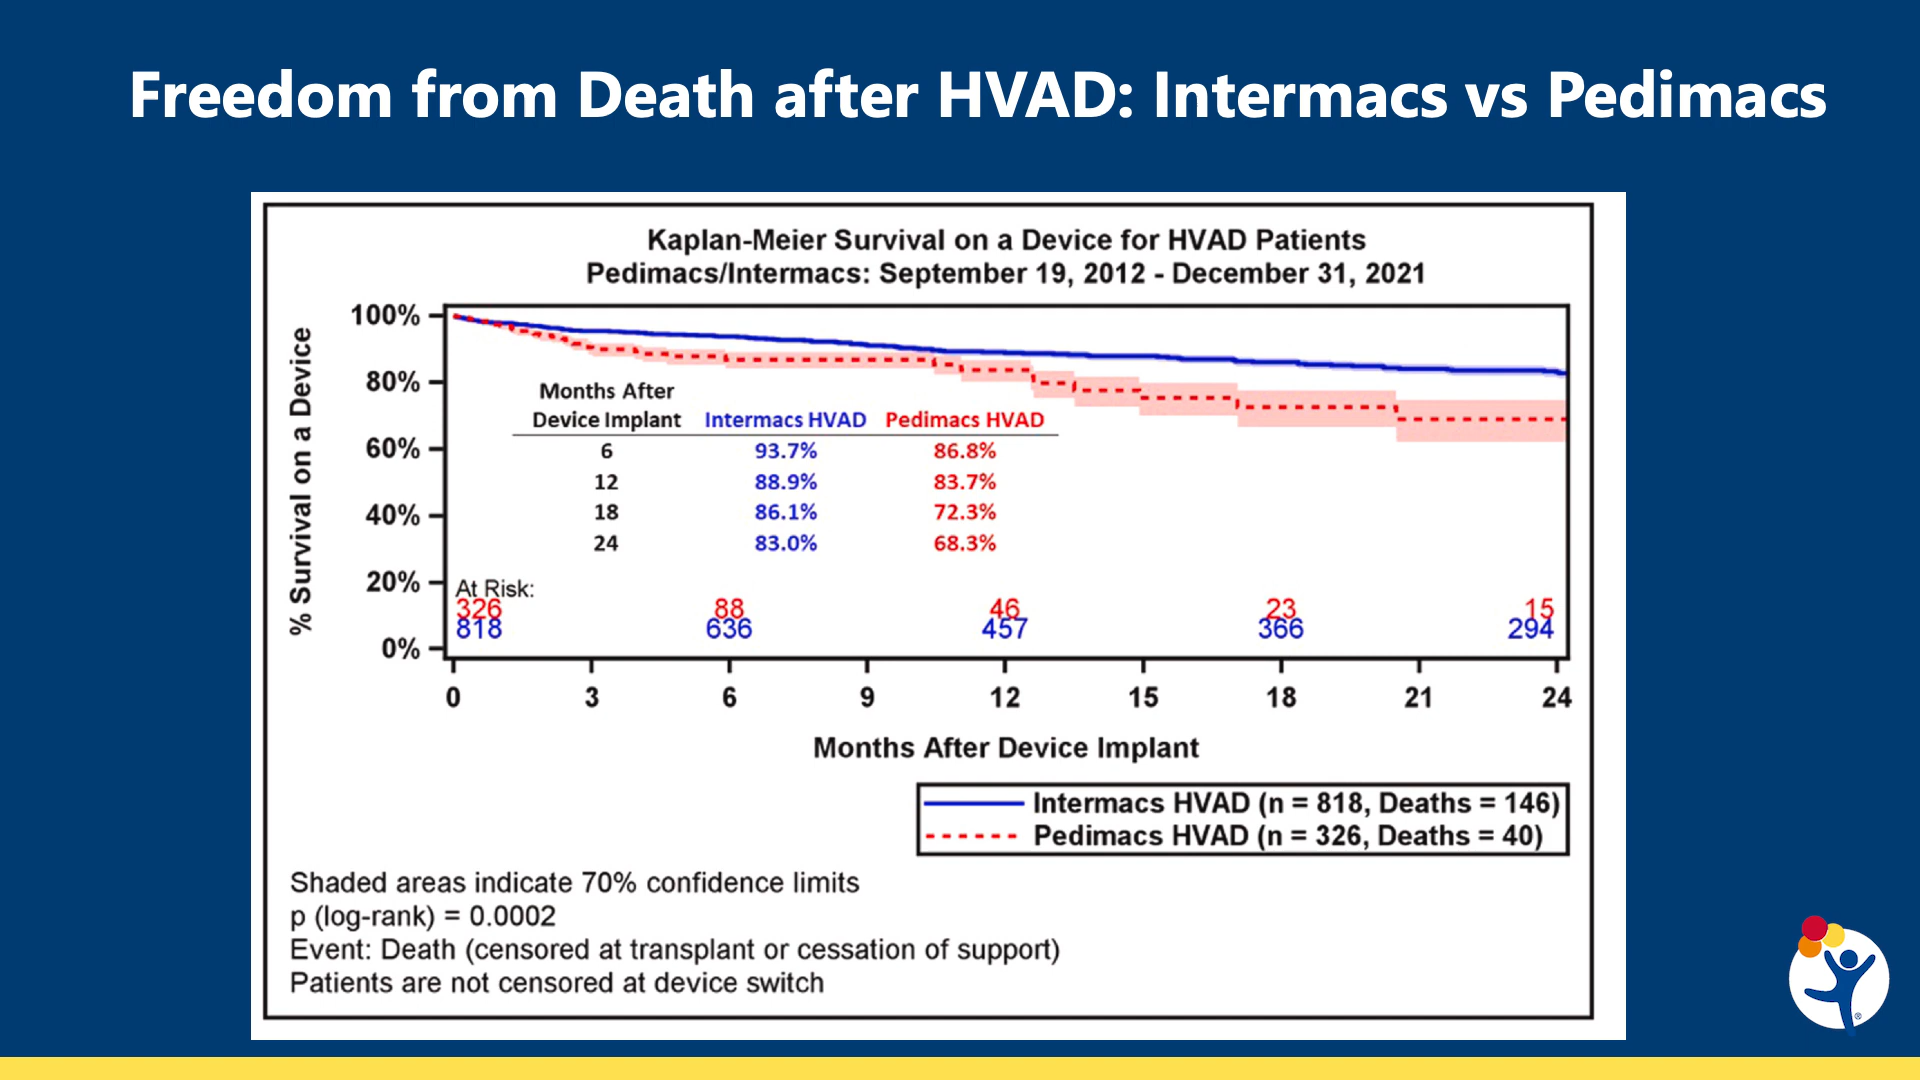 Freedom from Death after HVAD: Intermacs vs Pedimacs
Kaplan-Meier Survival on a Device for HVAD Patients
Pedimacs/Intermacs: September 19, 2012 - December 31, 2021
% Survival on a Device
100%
80%
60%
40%
20%
0%
Months After
Device Implant Intermacs HVAD Pedimacs HVAD
6 93.7% 86.8%
12 88.9% 83.7%
18 86.1% 72.3%
24 83.0% 68.3%
At Risk:
326 88 46 23 15
818 636 457 366 294
0 3 6 9 12 15 18 21 24
Months After Device Implant
Intermacs HVAD (n = 818, Deaths = 146)
Pedimacs HVAD (n = 326, Deaths = 40)
Shaded areas indicate 70% confidence limits
p (log-rank) = 0.0002
Event: Death (censored at transplant or cessation of support)
Patients are not censored at device switch
®